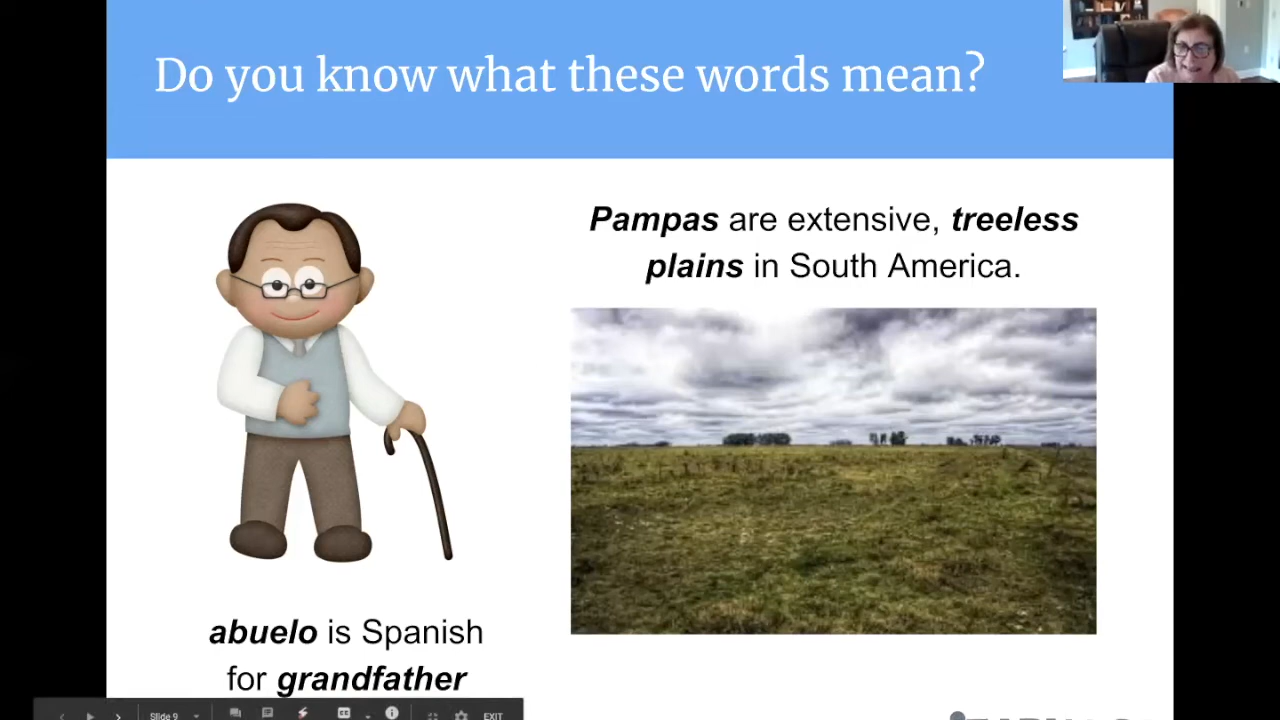 Do you know what these words mean?
Pampas are extensive, treeless
plains in South America.
abuelo is Spanish
for grandfather
Slide 9
EXIT